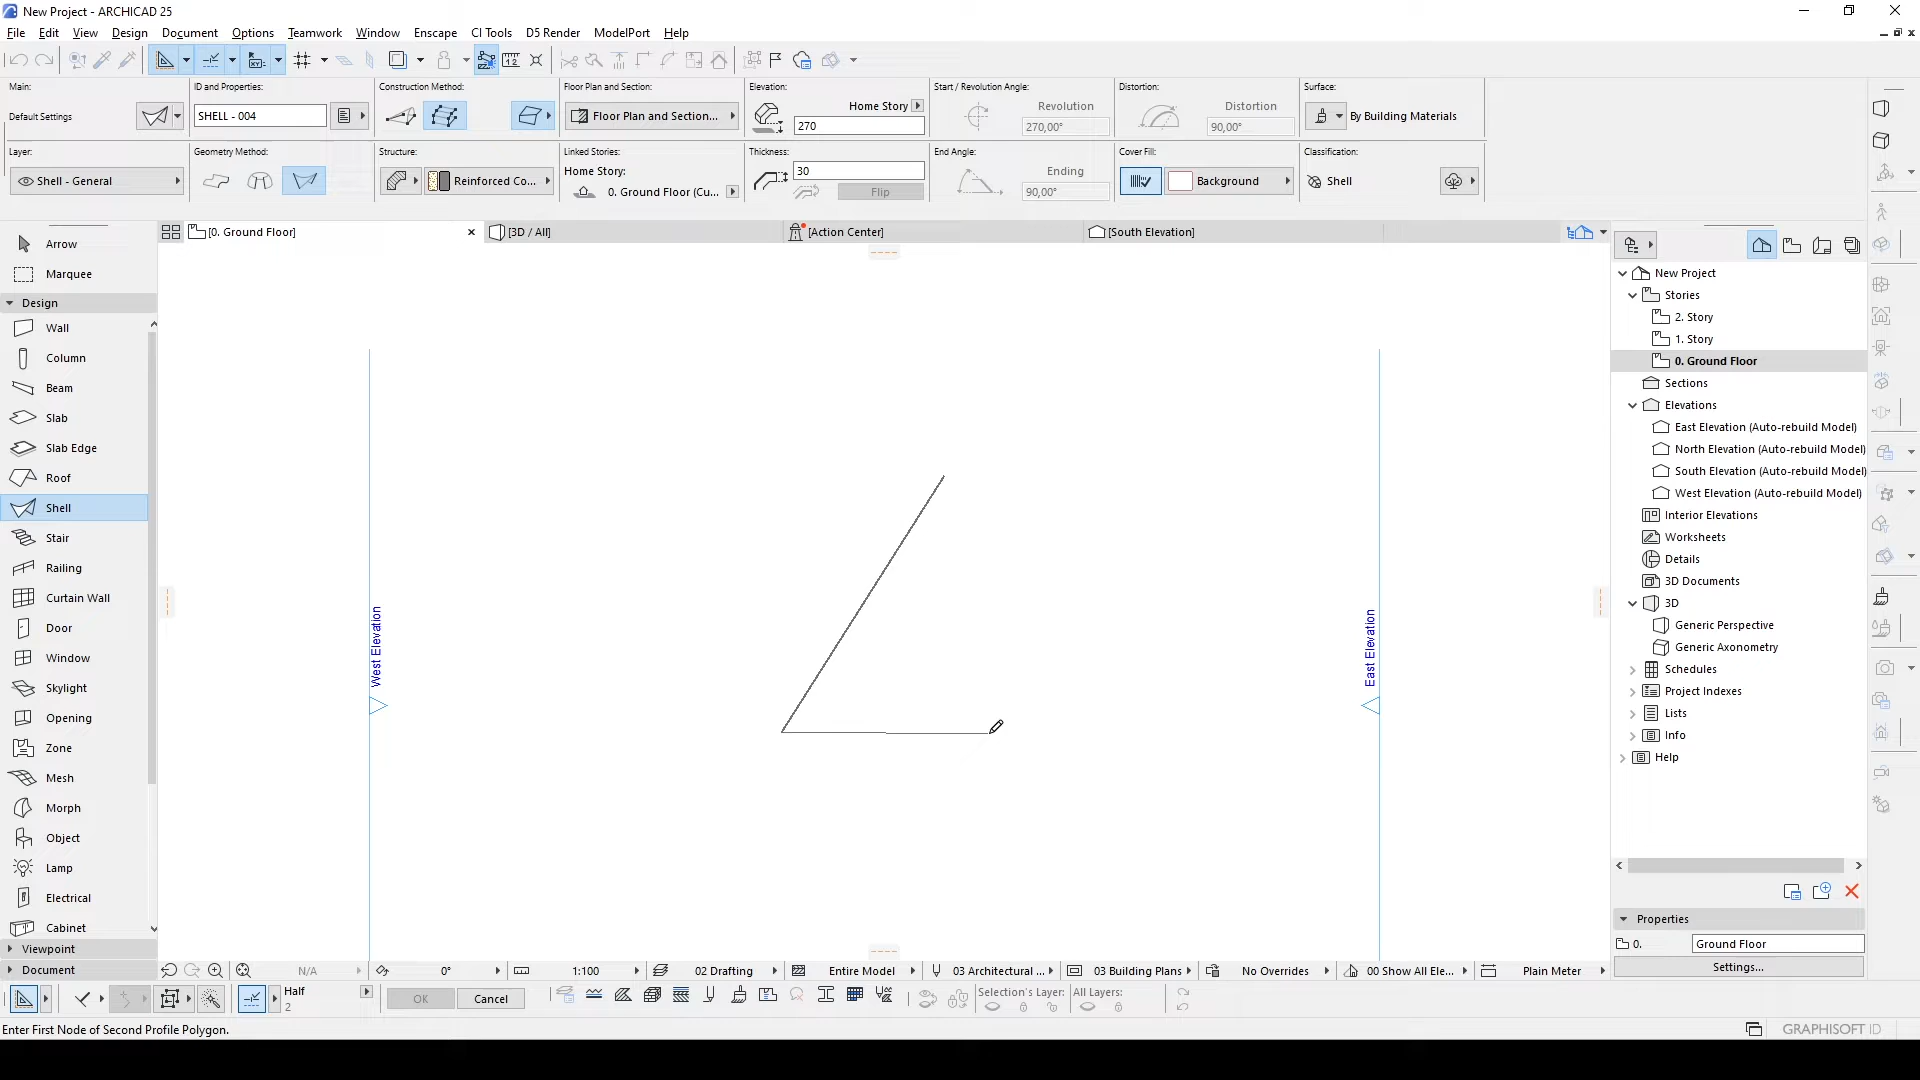 New Project - ARCHICAD 25
File Edit View Design Document Options Teamwork Window Enscape CI Tools D5 Render ModelPort Help
Main: ID and Properties: Construction Method: Floor Plan and Section: Elevation: Start / Revolution Angle: Distortion: Surface:
Default Settings SHELL - 004 Floor Plan and Section... Home Story Revolution Distortion By Building Materials
270 270,00° 90,00°
Layer: Geometry Method: Structure: Linked Stories: Thickness: End Angle: Cover Fill: Classification:
Shell - General Reinforced Co... Home Story: 30 Ending Background Shell
0. Ground Floor (Cu... Flip 90,00°
[0. Ground Floor] [3D / All] [Action Center] [South Elevation]
Arrow
Marquee
Design
Wall
Column
Beam
Slab
Slab Edge
Roof
Shell
Stair
Railing
Curtain Wall
Door
Window
Skylight
Opening
Zone
Mesh
Morph
Object
Lamp
Electrical
Cabinet
Viewpoint
Document
West Elevation
East Elevation
New Project
Stories
2. Story
1. Story
0. Ground Floor
Sections
Elevations
East Elevation (Auto-rebuild Model)
North Elevation (Auto-rebuild Model)
South Elevation (Auto-rebuild Model)
West Elevation (Auto-rebuild Model)
Interior Elevations
Worksheets
Details
3D Documents
3D
Generic Perspective
Generic Axonometry
Schedules
Project Indexes
Lists
Info
Help
Properties
0. Ground Floor
Settings...
N/A 0° 1:100 02 Drafting Entire Model 03 Architectural ... 03 Building Plans No Overrides 00 Show All Ele... Plain Meter
Half
2
OK Cancel
Selection's Layer: All Layers:
Enter First Node of Second Profile Polygon.
GRAPHISOFT ID